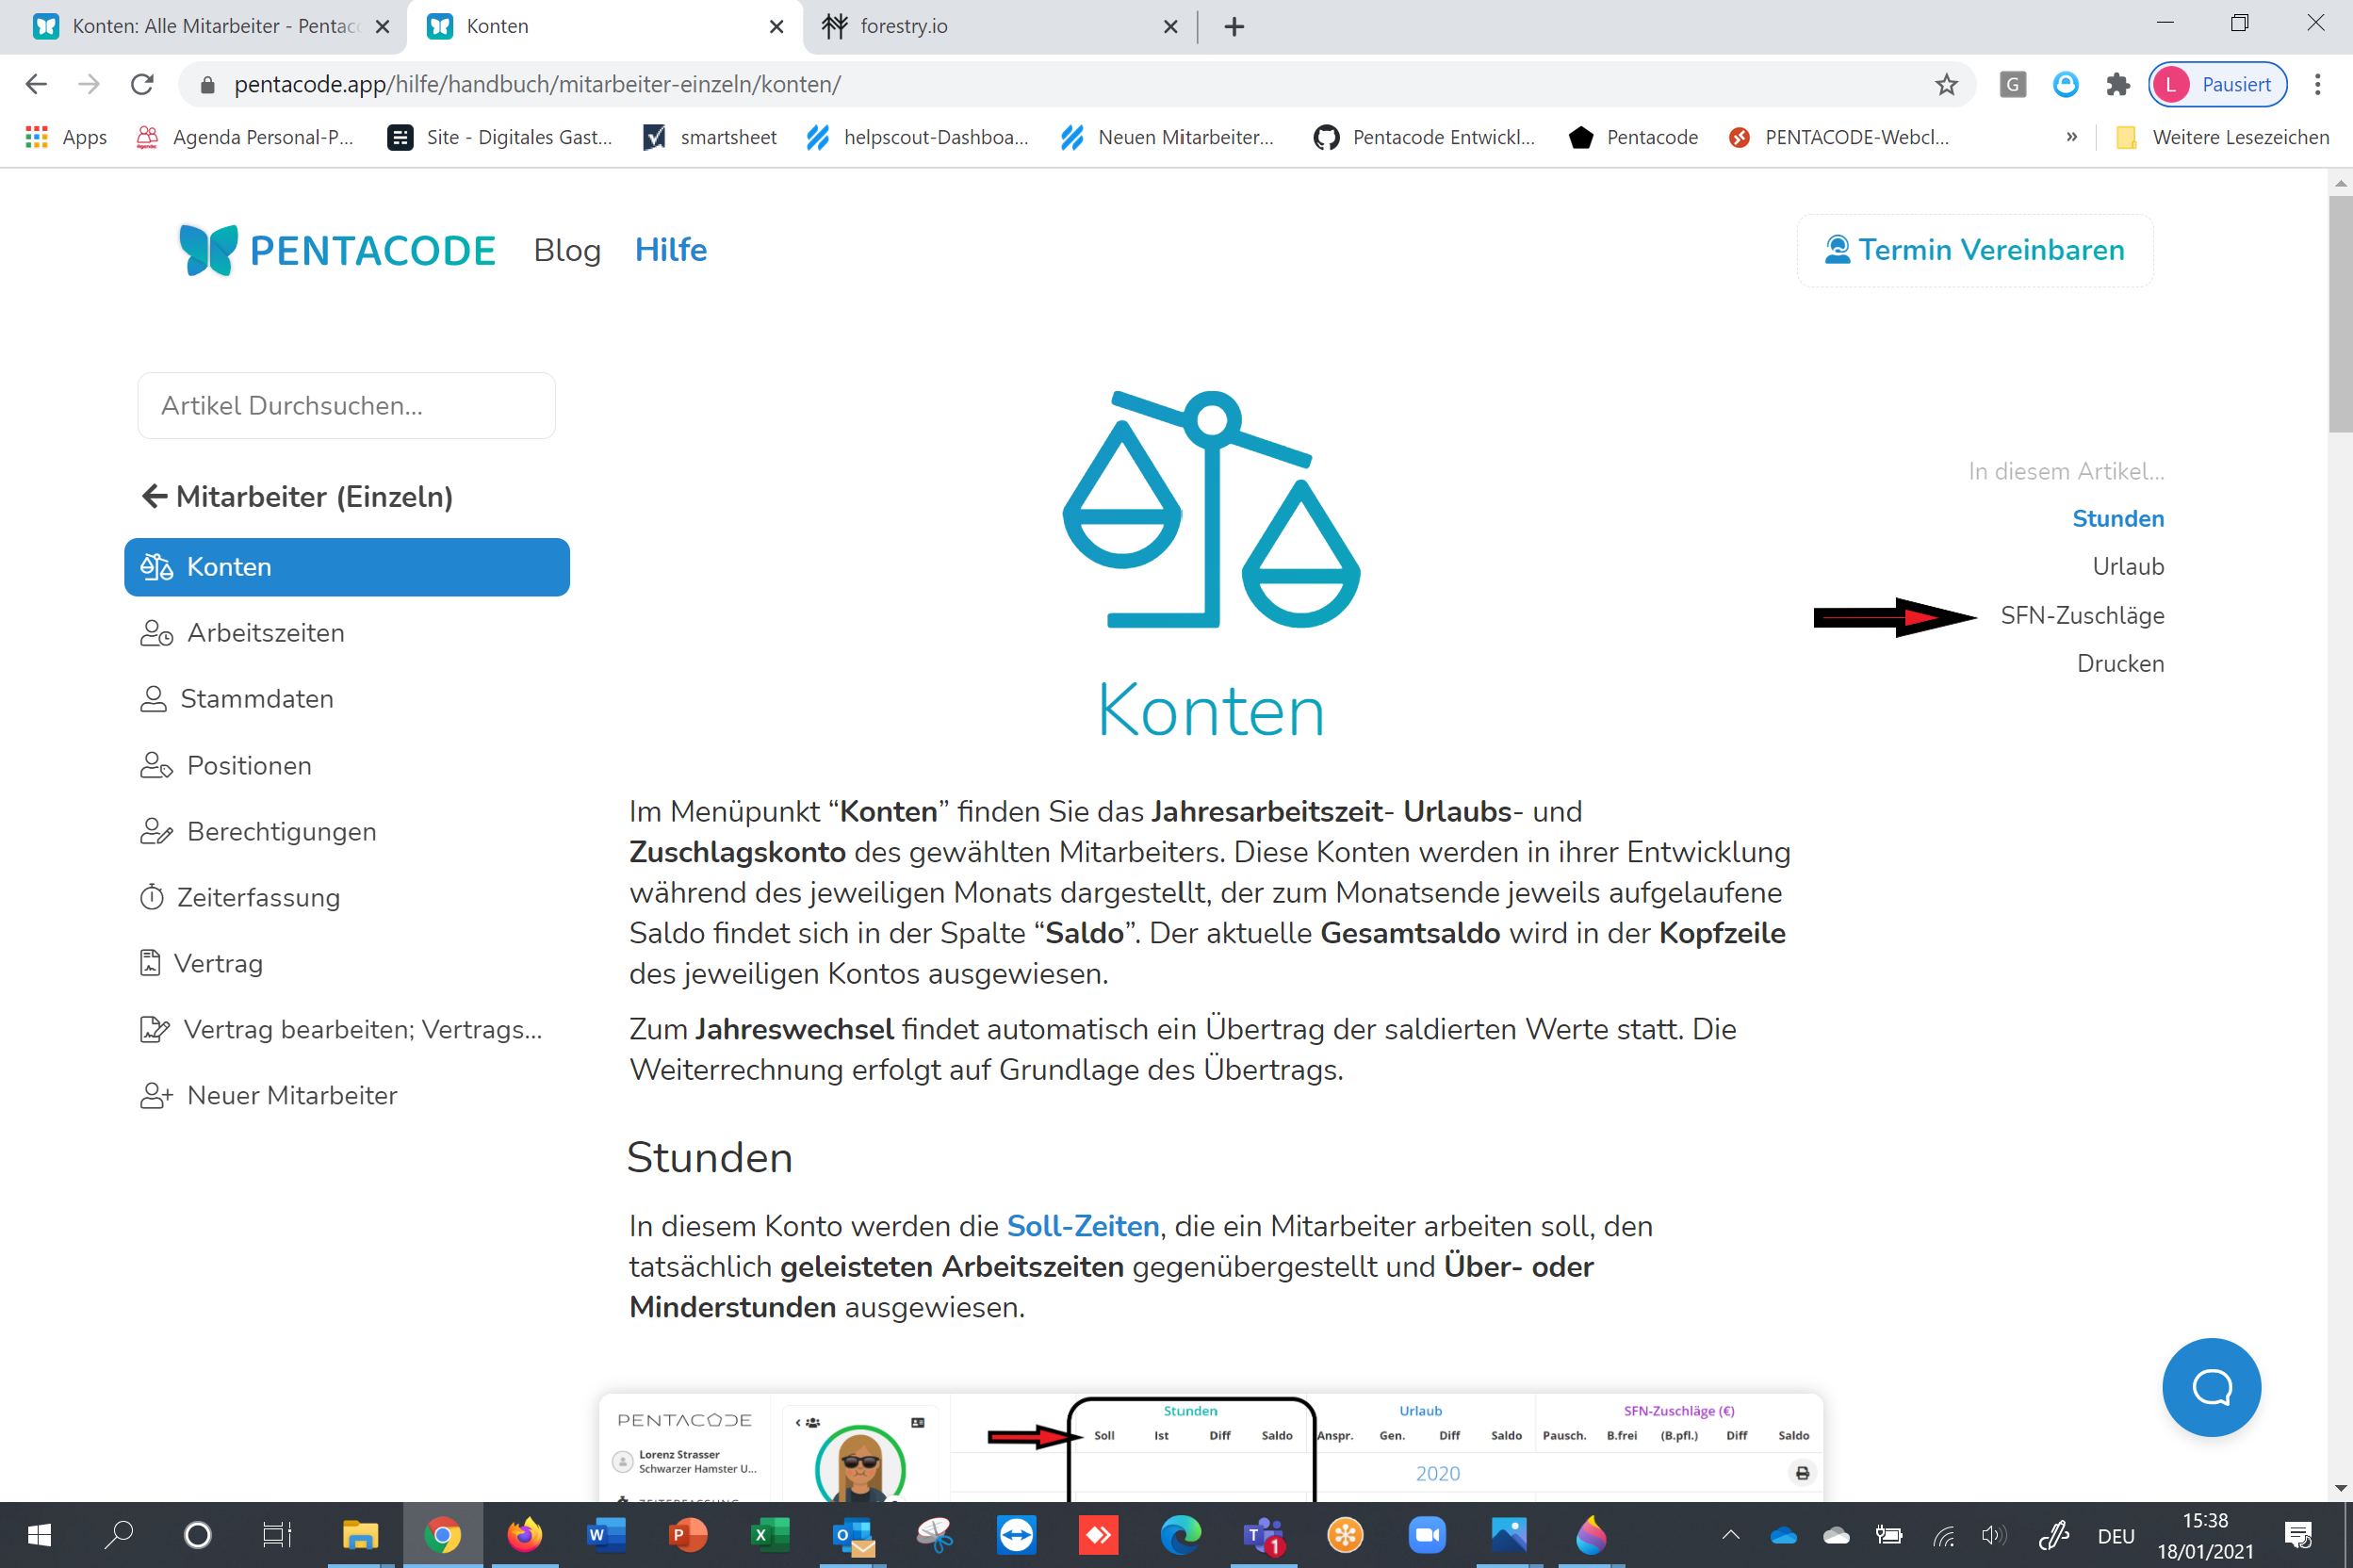 Konten: Alle Mitarbeiter - Pentac
Konten
forestry.io
pentacode.app/hilfe/handbuch/mitarbeiter-einzeln/konten/
G
L
Pausiert
Apps
Agenda Personal-P...
Site - Digitales Gast...
smartsheet
helpscout-Dashboa...
Neuen Mitarbeiter...
Pentacode Entwickl...
Pentacode
PENTACODE-Webcl...
»
Weitere Lesezeichen
PENTACODE
Blog
Hilfe
Termin Vereinbaren
Artikel Durchsuchen...
Mitarbeiter (Einzeln)
Konten
Arbeitszeiten
Stammdaten
Positionen
Berechtigungen
Zeiterfassung
Vertrag
Vertrag bearbeiten; Vertrags...
Neuer Mitarbeiter
In diesem Artikel...
Stunden
Urlaub
SFN-Zuschläge
Drucken
Konten
Im Menüpunkt “Konten” finden Sie das Jahresarbeitszeit- Urlaubs- und
Zuschlagskonto des gewählten Mitarbeiters. Diese Konten werden in ihrer Entwicklung
während des jeweiligen Monats dargestellt, der zum Monatsende jeweils aufgelaufene
Saldo findet sich in der Spalte “Saldo”. Der aktuelle Gesamtsaldo wird in der Kopfzeile
des jeweiligen Kontos ausgewiesen.
Zum Jahreswechsel findet automatisch ein Übertrag der saldierten Werte statt. Die
Weiterrechnung erfolgt auf Grundlage des Übertrags.
Stunden
In diesem Konto werden die Soll-Zeiten, die ein Mitarbeiter arbeiten soll, den
tatsächlich geleisteten Arbeitszeiten gegenübergestellt und Über- oder
Minderstunden ausgewiesen.
PENTACODE
Lorenz Strasser
Schwarzer Hamster U...
Stunden
Urlaub
SFN-Zuschläge (€)
Soll Ist Diff Saldo Anspr. Gen. Diff Saldo Pausch. B.frei (B.pfl.) Diff Saldo
2020
1
DEU
15:38
18/01/2021